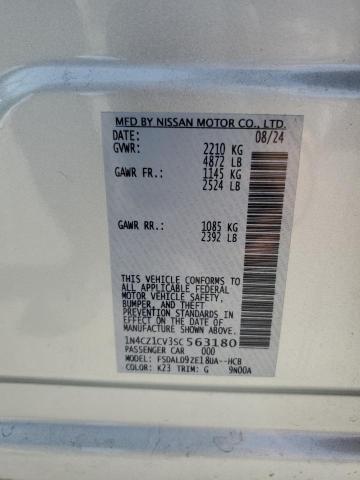 MFD BY NISSAN MOTOR CO., LTD.
DATE: 08/24
GVWR: 2210 KG
4872 LB
GAWR FR.: 1145 KG
2524 LB
GAWR RR.: 1085 KG
2392 LB
THIS VEHICLE CONFORMS TO
ALL APPLICABLE FEDERAL
MOTOR VEHICLE SAFETY,
BUMPER, AND THEFT
PREVENTION STANDARDS
IN EFFECT ON THE DATE OF
MANUFACTURE SHOWN ABOVE.
1N4CZ1CV3SC563180
PASSENGER CAR 000
MODEL: FSDALO9ZE18UA--HCB
COLOR: K23 TRIM: G 9N00A